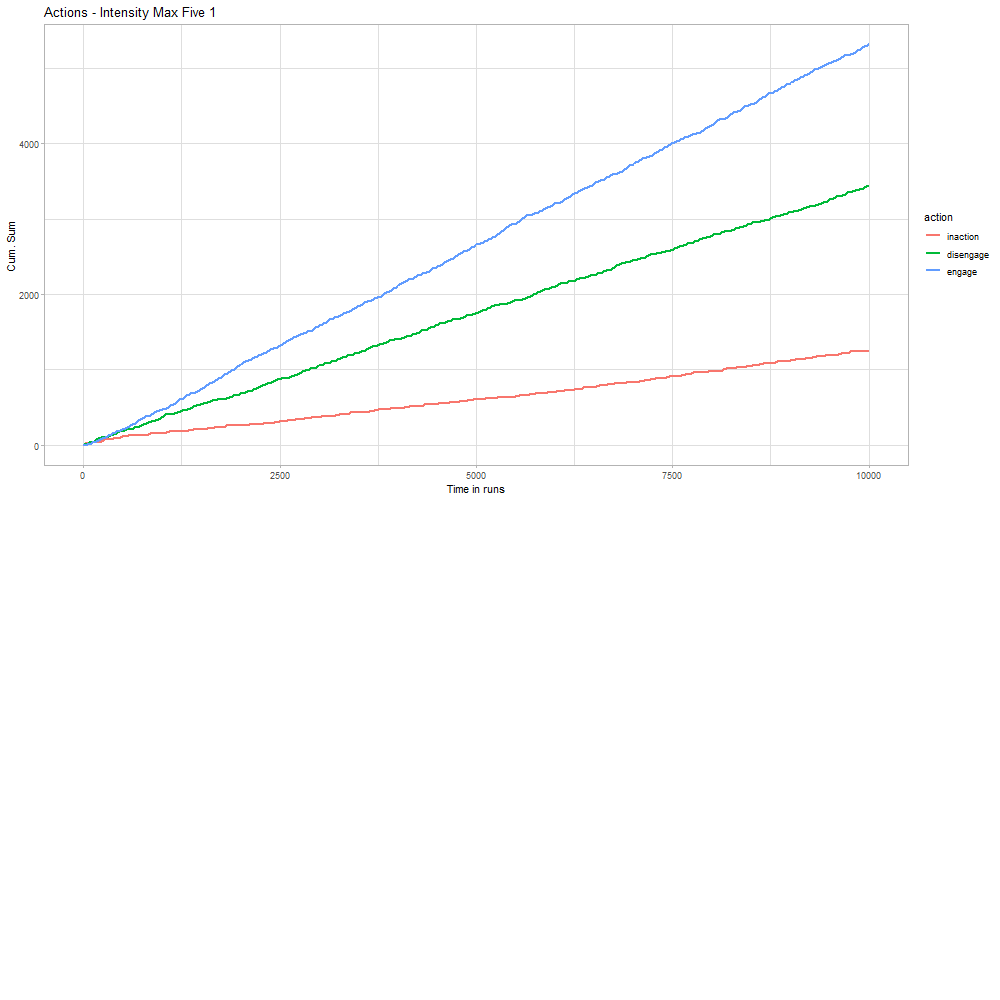 Actions - Intensity Max Five 1
Cum. Sum
4000
2000
0
0 2500 5000 7500 10000
Time in runs
action
inaction
disengage
engage